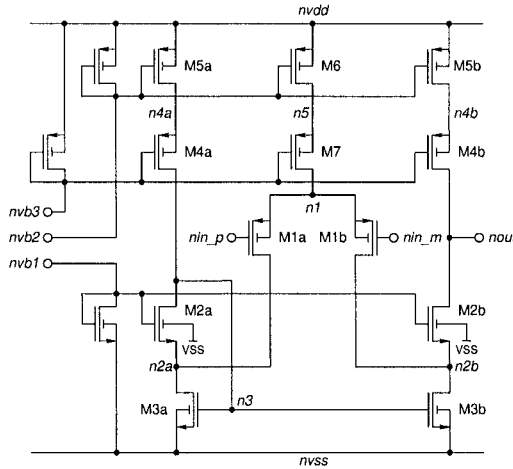 nvdd
M5a
M6
M5b
n4a
n5
n4b
M4a
M7
M4b
nvb3
n1
nvb2
nin_p
M1a
M1b
nin_m
nou
nvb1
M2a
M2b
vss
vss
n2a
n2b
M3a
n3
M3b
nvss